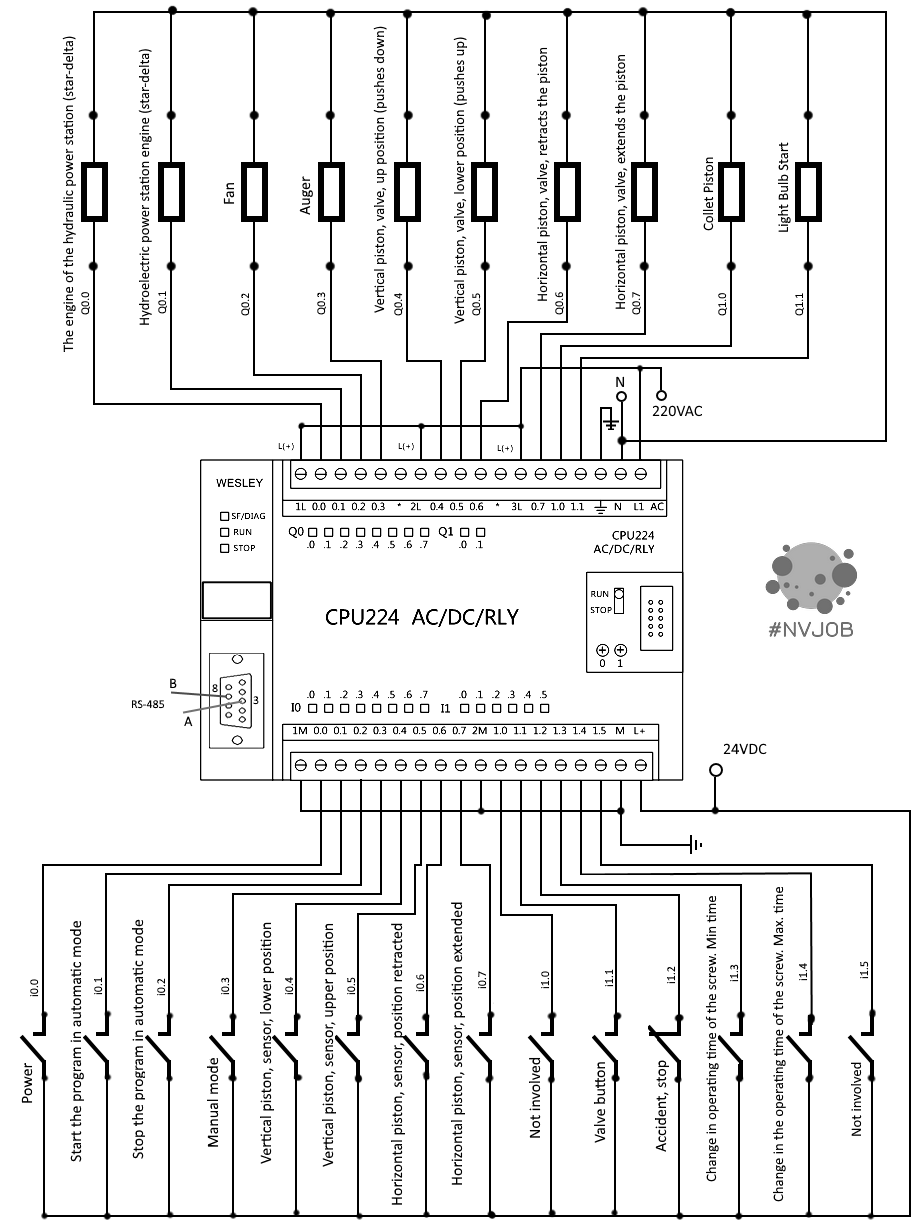 The engine of the hydraulic power station (star-delta)
Hydroelectric power station engine (star-delta)
Fan
Auger
Vertical piston, valve, up position (pushes down)
Vertical piston, valve, lower position (pushes up)
Horizontal piston, valve, retracts the piston
Horizontal piston, valve, extends the piston
Collet Piston
Light Bulb Start
Q0.0
Q0.1
Q0.2
Q0.3
Q0.4
Q0.5
Q0.6
Q0.7
Q1.0
Q1.1
N
220VAC
L(+)
L(+)
L(+)
WESLEY
1L 0.0 0.1 0.2 0.3 * 2L 0.4 0.5 0.6 * 3L 0.7 1.0 1.1 N L1 AC
SF/DIAG
RUN
STOP
Q0
.0 .1 .2 .3 .4 .5 .6 .7
Q1
.0 .1
CPU224
AC/DC/RLY
RUN
STOP
0 1
CPU224 AC/DC/RLY
#NVJOB
B
8
RS-485
3
A
.0 .1 .2 .3 .4 .5 .6 .7
I0
.0 .1 .2 .3 .4 .5
I1
1M 0.0 0.1 0.2 0.3 0.4 0.5 0.6 0.7 2M 1.0 1.1 1.2 1.3 1.4 1.5 M L+
24VDC
i0.0
i0.1
i0.2
i0.3
i0.4
i0.5
i0.6
i0.7
i1.0
i1.1
i1.2
i1.3
i1.4
i1.5
Power
Start the program in automatic mode
Stop the program in automatic mode
Manual mode
Vertical piston, sensor, lower position
Vertical piston, sensor, upper position
Horizontal piston, sensor, position retracted
Horizontal piston, sensor, position extended
Not involved
Valve button
Accident, stop
Change in operating time of the screw. Min time
Change in the operating time of the screw. Max. time
Not involved